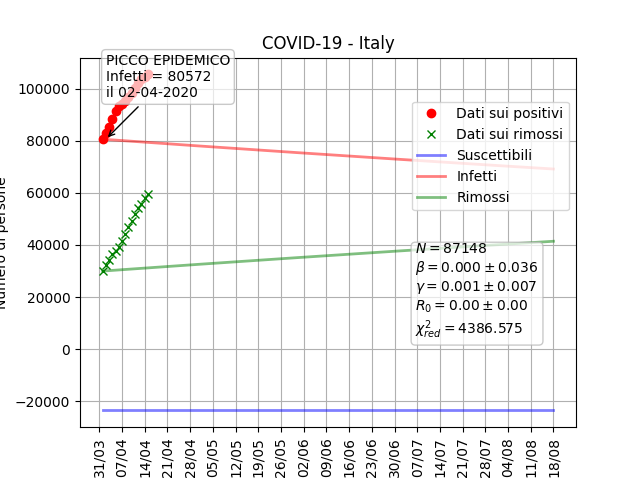 COVID-19 - Italy
PICCO EPIDEMICO
Infetti = 80572
il 02-04-2020
Numero di persone
100000
80000
60000
40000
20000
0
−20000
Dati sui positivi
Dati sui rimossi
Suscettibili
Infetti
Rimossi
N = 87148
β = 0.000 ± 0.036
γ = 0.001 ± 0.007
R₀ = 0.00 ± 0.00
χ²red = 4386.575
31/03
07/04
14/04
21/04
28/04
05/05
12/05
19/05
26/05
02/06
09/06
16/06
23/06
30/06
07/07
14/07
21/07
28/07
04/08
11/08
18/08